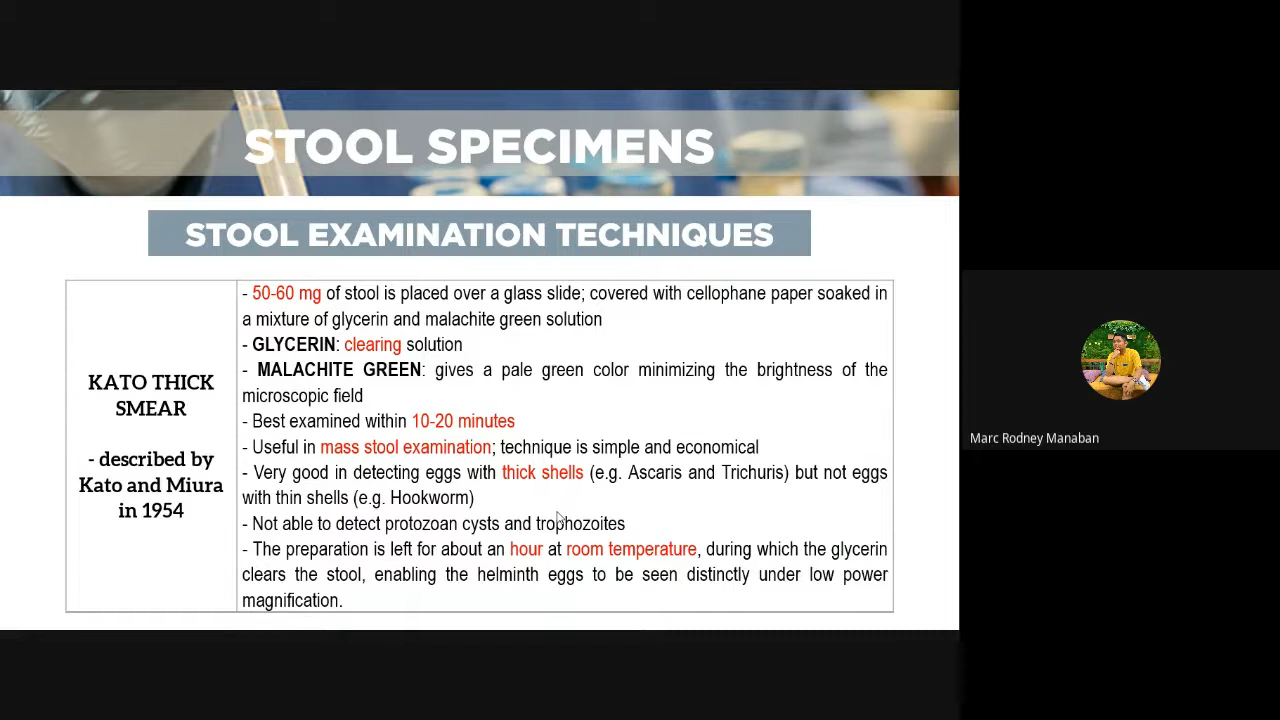 STOOL SPECIMENS
STOOL EXAMINATION TECHNIQUES
KATO THICK
SMEAR
- described by
Kato and Miura
in 1954
- 50-60 mg of stool is placed over a glass slide; covered with cellophane paper soaked in
a mixture of glycerin and malachite green solution
- GLYCERIN: clearing solution
- MALACHITE GREEN: gives a pale green color minimizing the brightness of the
microscopic field
- Best examined within 10-20 minutes
- Useful in mass stool examination; technique is simple and economical
- Very good in detecting eggs with thick shells (e.g. Ascaris and Trichuris) but not eggs
with thin shells (e.g. Hookworm)
- Not able to detect protozoan cysts and trophozoites
- The preparation is left for about an hour at room temperature, during which the glycerin
clears the stool, enabling the helminth eggs to be seen distinctly under low power
magnification.
Marc Rodney Manaban